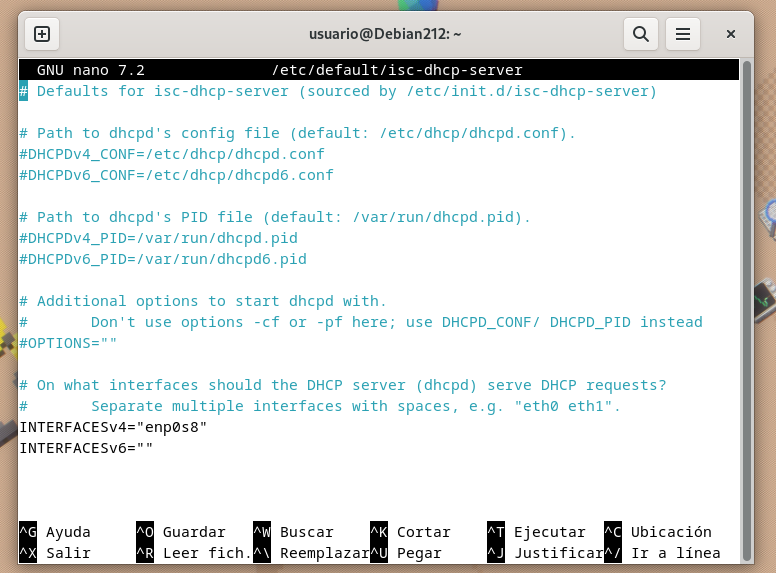 usuario@Debian212: ~
GNU nano 7.2 /etc/default/isc-dhcp-server
# Defaults for isc-dhcp-server (sourced by /etc/init.d/isc-dhcp-server)
# Path to dhcpd's config file (default: /etc/dhcp/dhcpd.conf).
#DHCPDv4_CONF=/etc/dhcp/dhcpd.conf
#DHCPDv6_CONF=/etc/dhcp/dhcpd6.conf
# Path to dhcpd's PID file (default: /var/run/dhcpd.pid).
#DHCPDv4_PID=/var/run/dhcpd.pid
#DHCPDv6_PID=/var/run/dhcpd6.pid
# Additional options to start dhcpd with.
#       Don't use options -cf or -pf here; use DHCPD_CONF/ DHCPD_PID instead
#OPTIONS=""
# On what interfaces should the DHCP server (dhcpd) serve DHCP requests?
#       Separate multiple interfaces with spaces, e.g. "eth0 eth1".
INTERFACESv4="enp0s8"
INTERFACESv6=""
^G Ayuda ^O Guardar ^W Buscar ^K Cortar ^T Ejecutar ^C Ubicación
^X Salir ^R Leer fich. ^\ Reemplazar ^U Pegar ^J Justificar ^/ Ir a línea